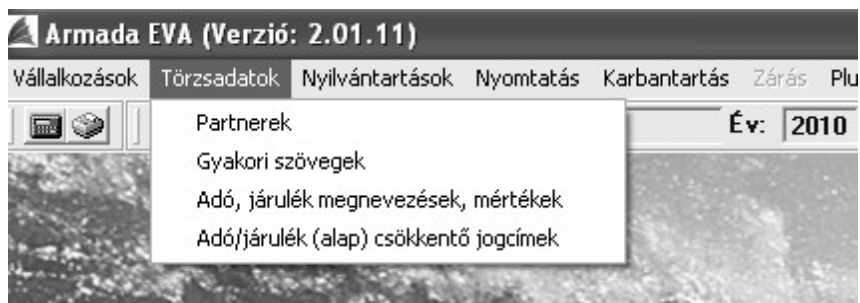 Armada EVA (Verzió: 2.01.11)
Vállalkozások Törzsadatok Nyilvántartások Nyomtatás Karbantartás Zárás Plu
Év: 2010
Partnerek
Gyakori szövegek
Adó, járulék megnevezések, mértékek
Adó/járulék (alap) csökkentő jogcímek